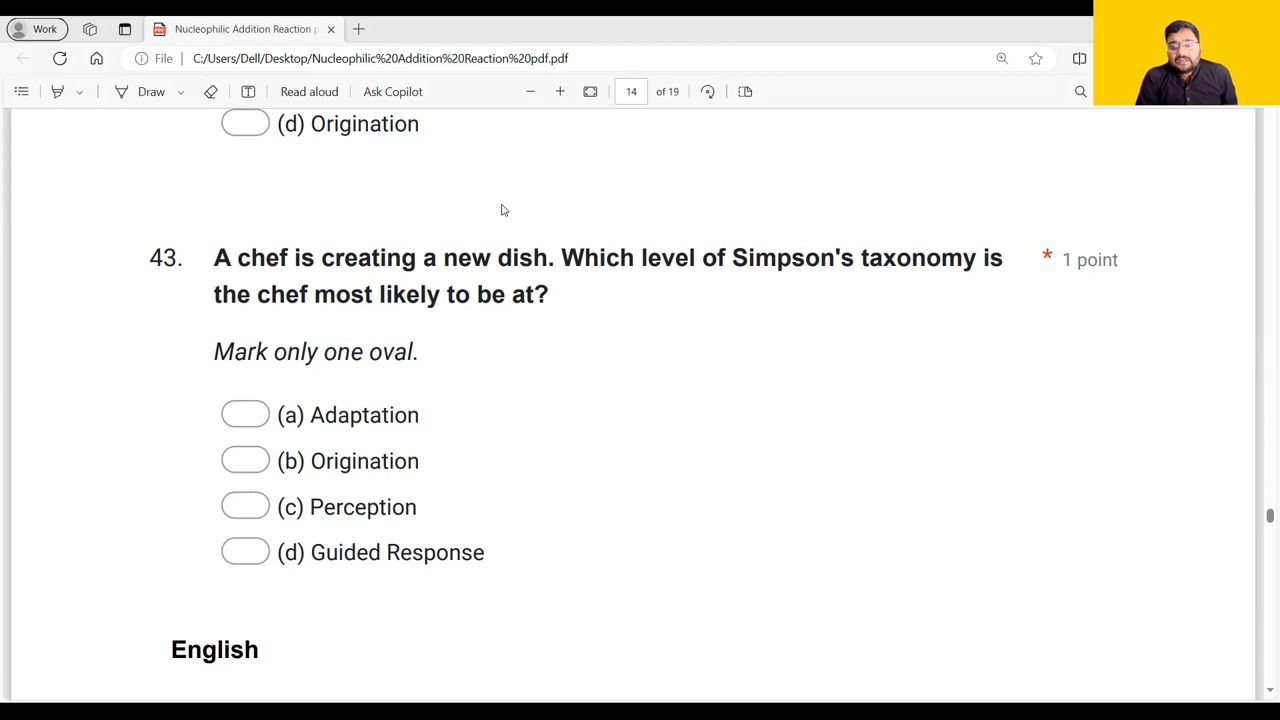 Work
Nucleophilic Addition Reaction p
File
C:/Users/Dell/Desktop/Nucleophilic%20Addition%20Reaction%20pdf.pdf
Draw
Read aloud
Ask Copilot
14
of 19
(d) Origination
43. A chef is creating a new dish. Which level of Simpson's taxonomy is * 1 point
the chef most likely to be at?
Mark only one oval.
(a) Adaptation
(b) Origination
(c) Perception
(d) Guided Response
English